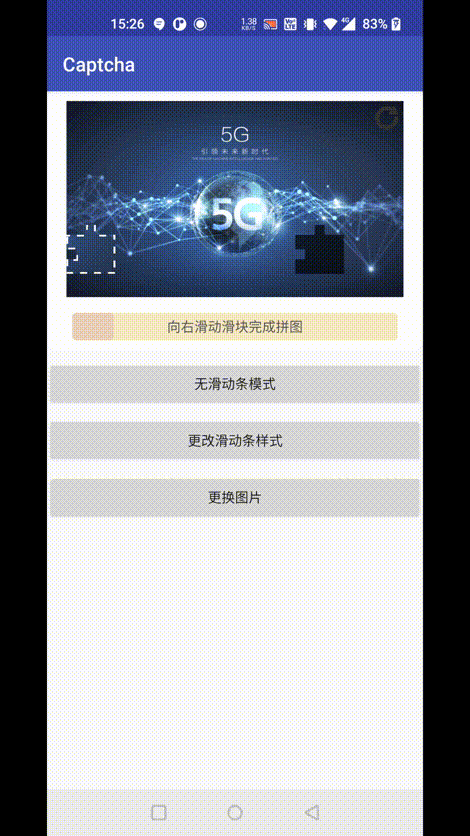 15:26
1.38
KB/S
VoLTE
4G
83%
Captcha
5G
引领未来新时代
5G
向右滑动滑块完成拼图
无滑动条模式
更改滑动条样式
更换图片